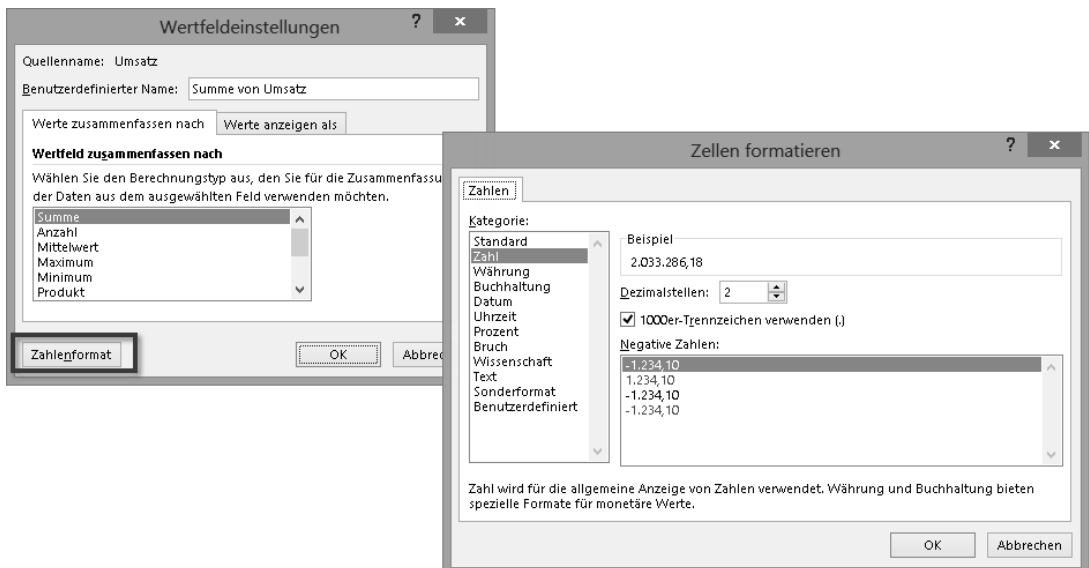 Wertfeldeinstellungen
?
x
Quellenname: Umsatz
Benutzerdefinierter Name: Summe von Umsatz
Werte zusammenfassen nach
Werte anzeigen als
Wertfeld zusammenfassen nach
Wählen Sie den Berechnungstyp aus, den Sie für die Zusammenfassu
der Daten aus dem ausgewählten Feld verwenden möchten.
Summe
Anzahl
Mittelwert
Maximum
Minimum
Produkt
Zahlenformat
OK
Abbrec
Zellen formatieren
?
x
Zahlen
Kategorie:
Standard
Zahl
Währung
Buchhaltung
Datum
Uhrzeit
Prozent
Bruch
Wissenschaft
Text
Sonderformat
Benutzerdefiniert
Beispiel
2.033.286,18
Dezimalstellen: 2
1000er-Trennzeichen verwenden (.)
Negative Zahlen:
-1.234,10
1.234,10
-1.234,10
-1.234,10
Zahl wird für die allgemeine Anzeige von Zahlen verwendet. Währung und Buchhaltung bieten
spezielle Formate für monetäre Werte.
OK
Abbrechen